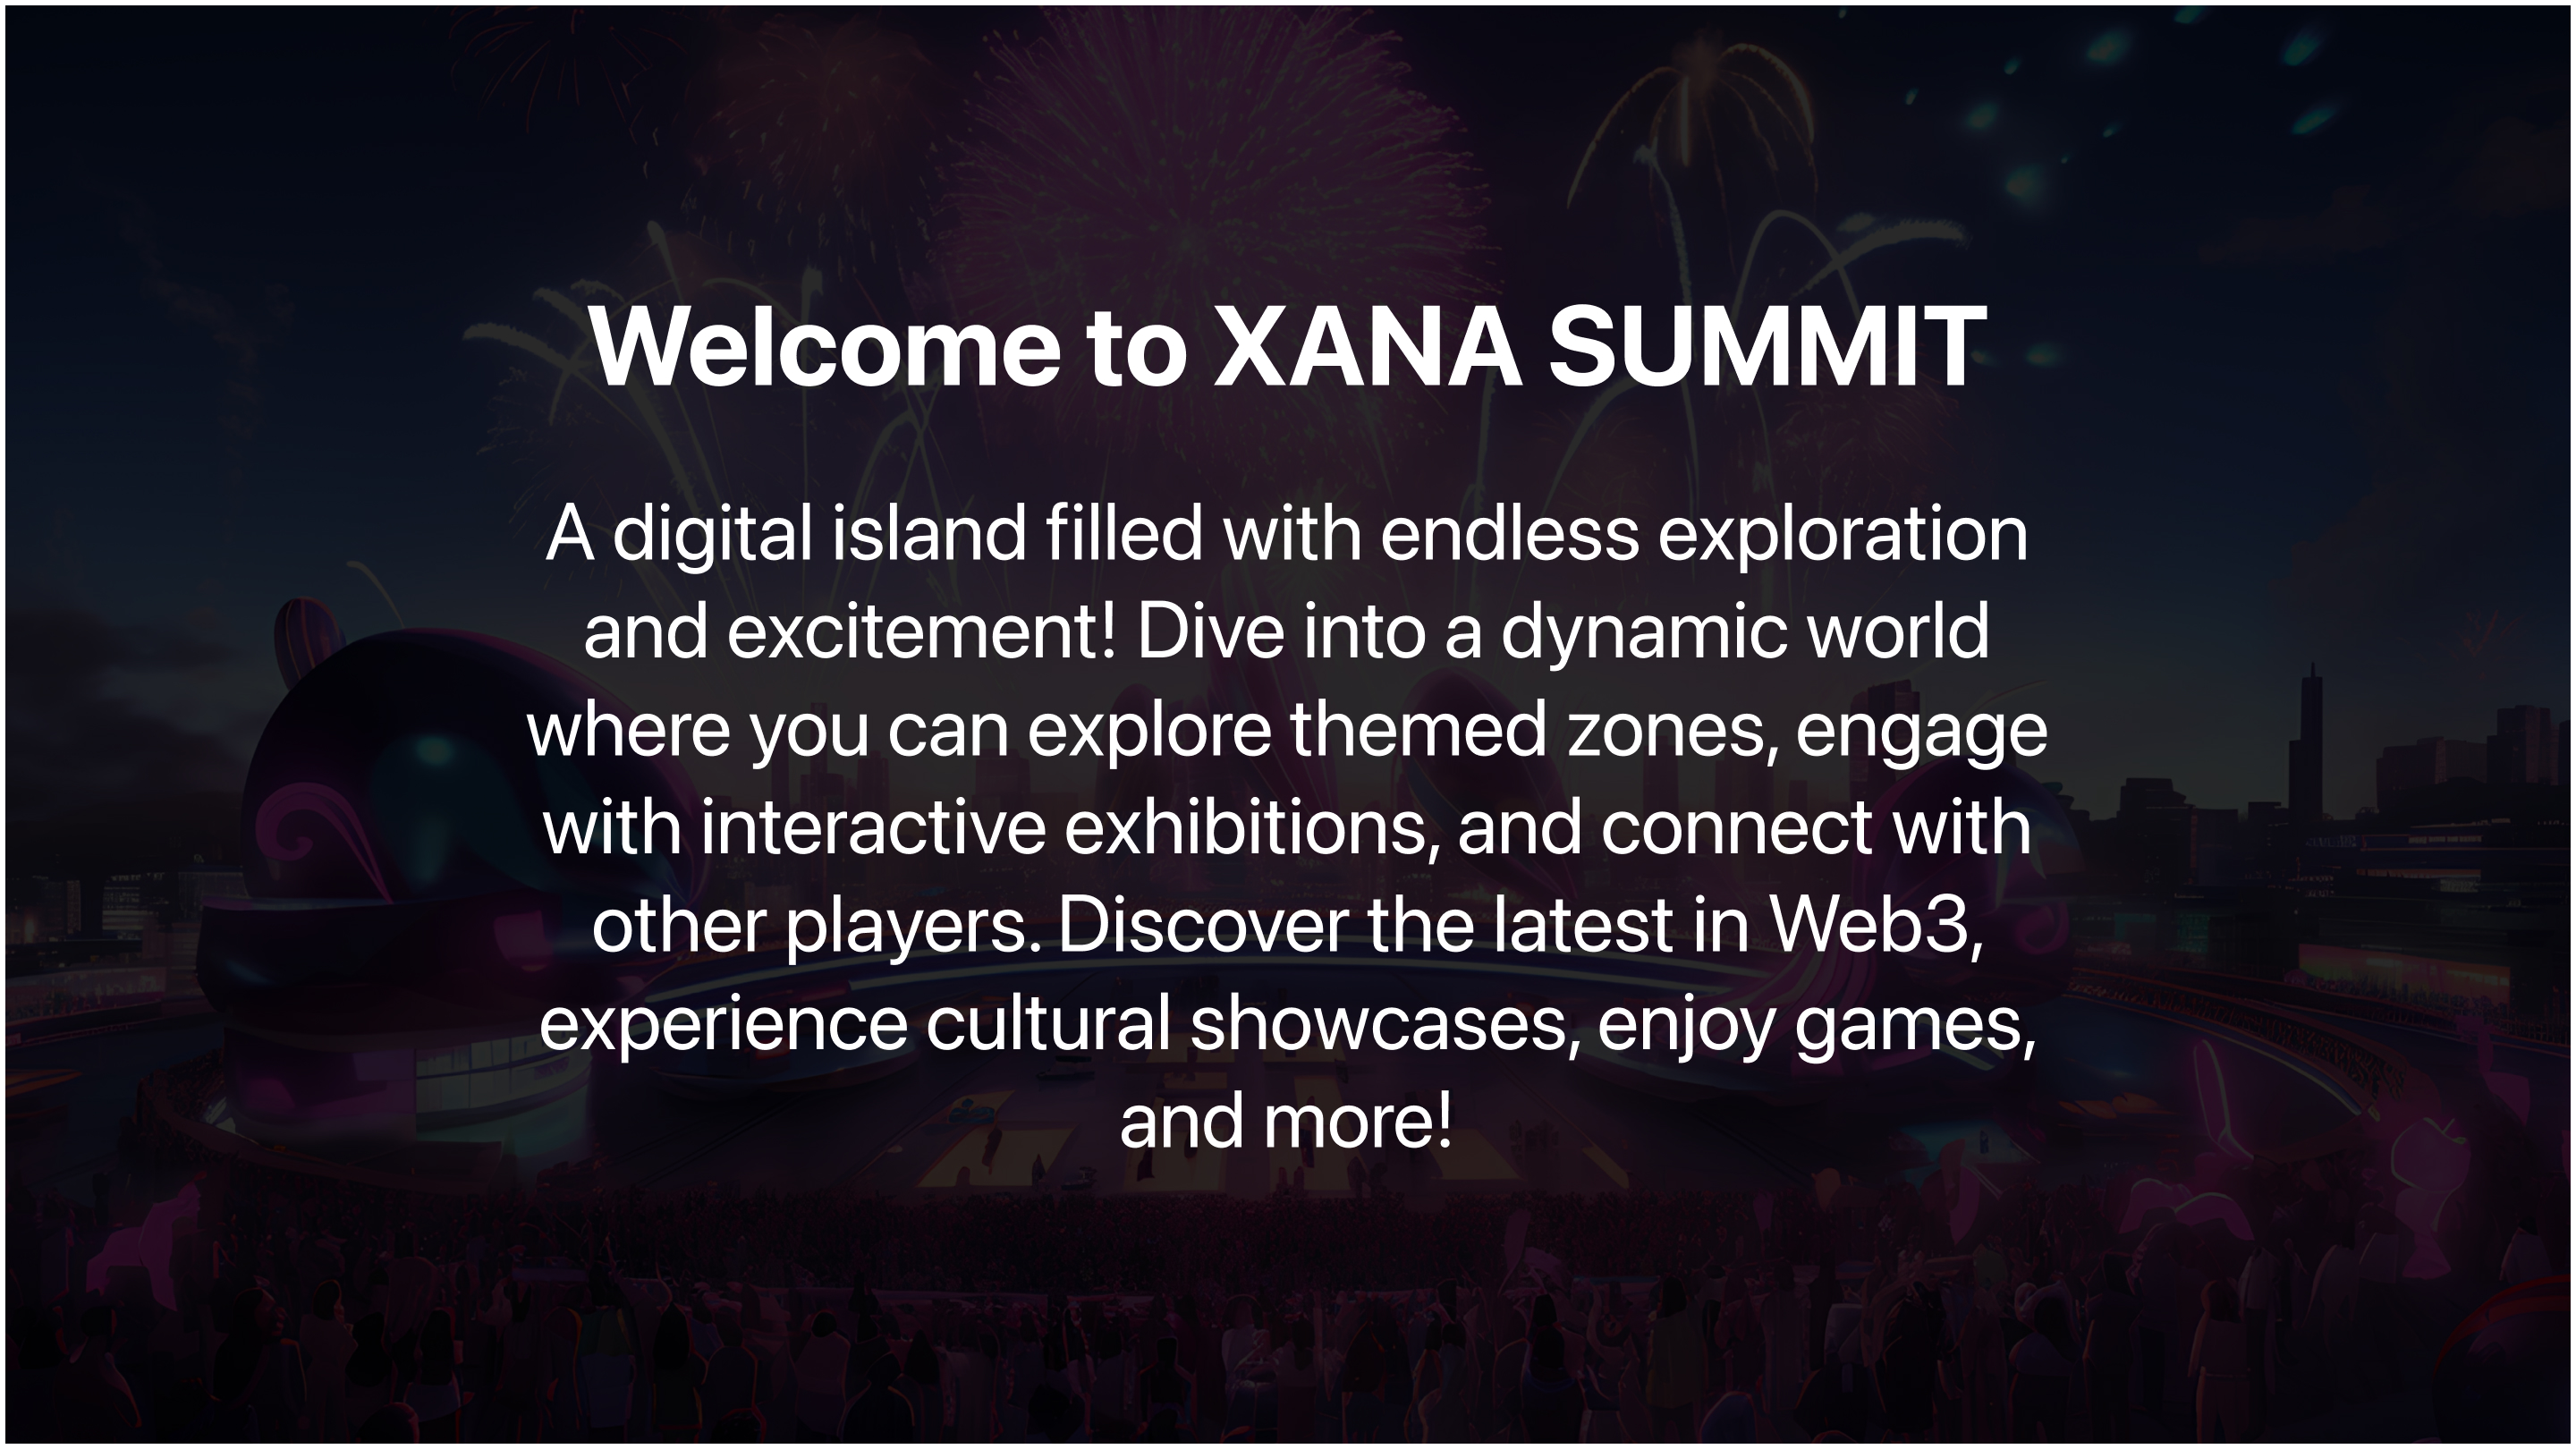 Welcome to XANA SUMMIT
A digital island filled with endless exploration
and excitement! Dive into a dynamic world
where you can explore themed zones, engage
with interactive exhibitions, and connect with
other players. Discover the latest in Web3,
experience cultural showcases, enjoy games,
and more!